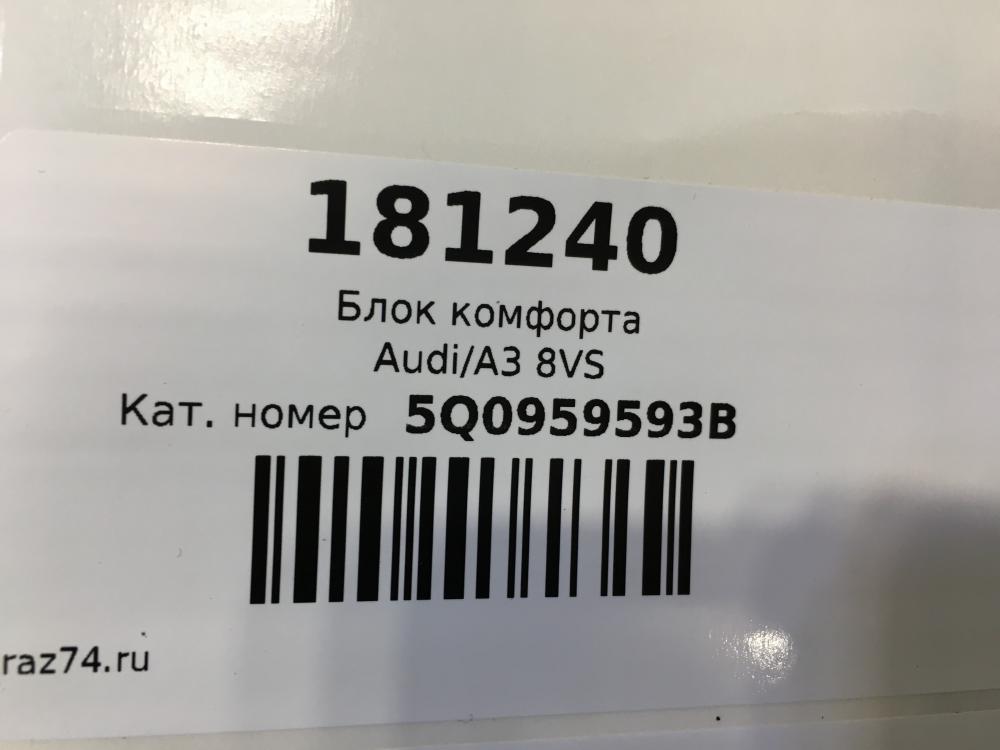 181240
Блок комфорта
Audi/A3 8VS
Кат. номер 5Q0959593B
raz74.ru